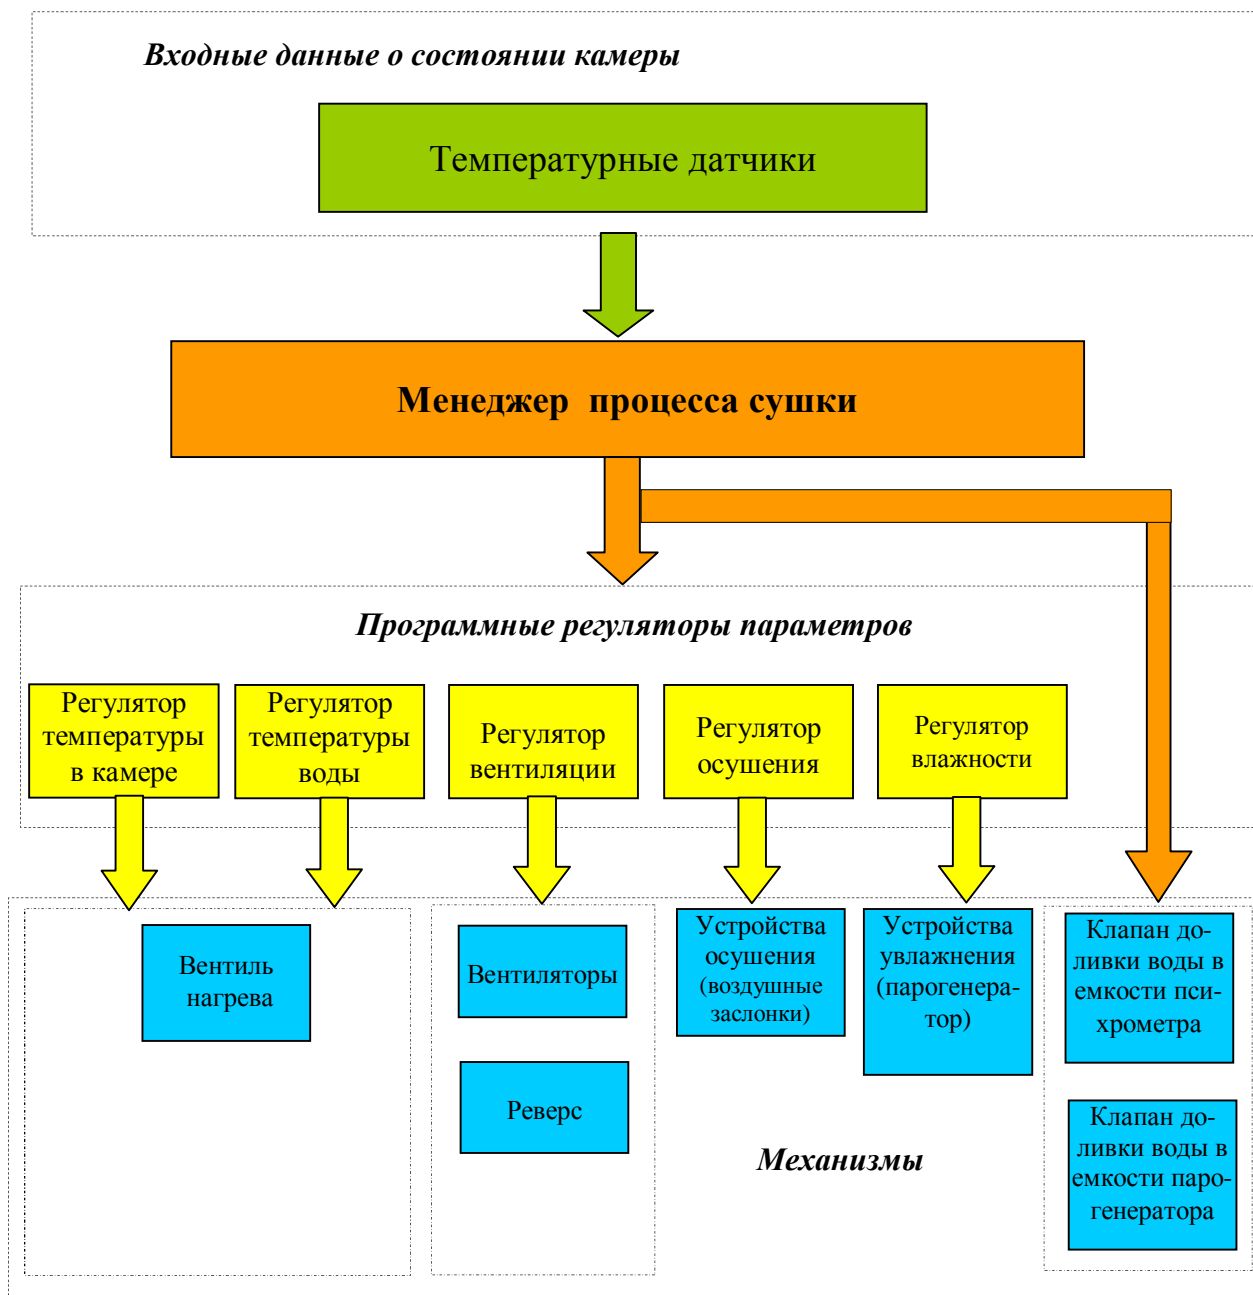 Входные данные о состоянии камеры
Температурные датчики
Менеджер процесса сушки
Программные регуляторы параметров
Регулятор
температуры
в камере
Регулятор
температуры
воды
Регулятор
вентиляции
Регулятор
осушения
Регулятор
влажности
Вентиль
нагрева
Вентиляторы
Реверс
Устройства
осушения
(воздушные
заслонки)
Устройства
увлажнения
(парогенера-
тор)
Клапан до-
ливки воды в
емкости пси-
хрометра
Клапан до-
ливки воды в
емкости паро-
генератора
Механизмы